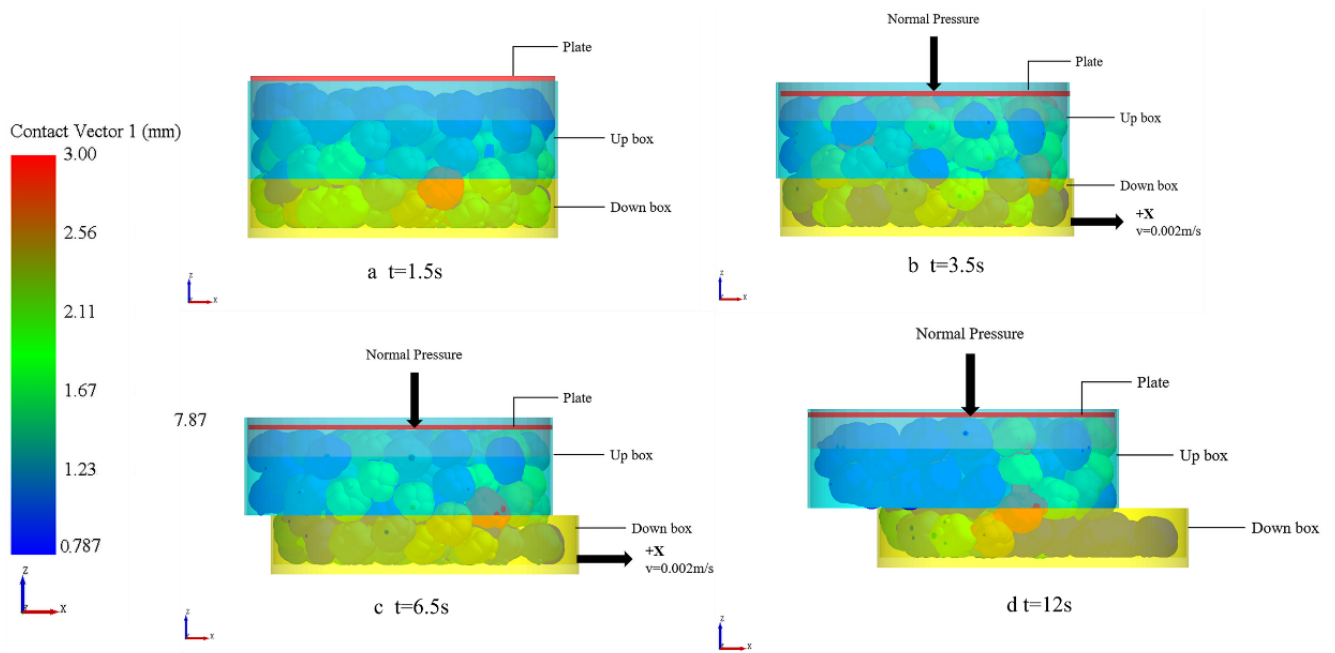 Plate
Up box
Down box
a t=1.5s
z
x
Normal Pressure
Plate
Up box
Down box
+X
v=0.002m/s
b t=3.5s
z
x
Contact Vector 1 (mm)
3.00
2.56
2.11
1.67
1.23
0.787
z
z
x
7.87
Normal Pressure
Plate
Up box
Down box
+X
v=0.002m/s
c t=6.5s
z
x
Normal Pressure
Plate
Up box
Down box
d t=12s
z
x